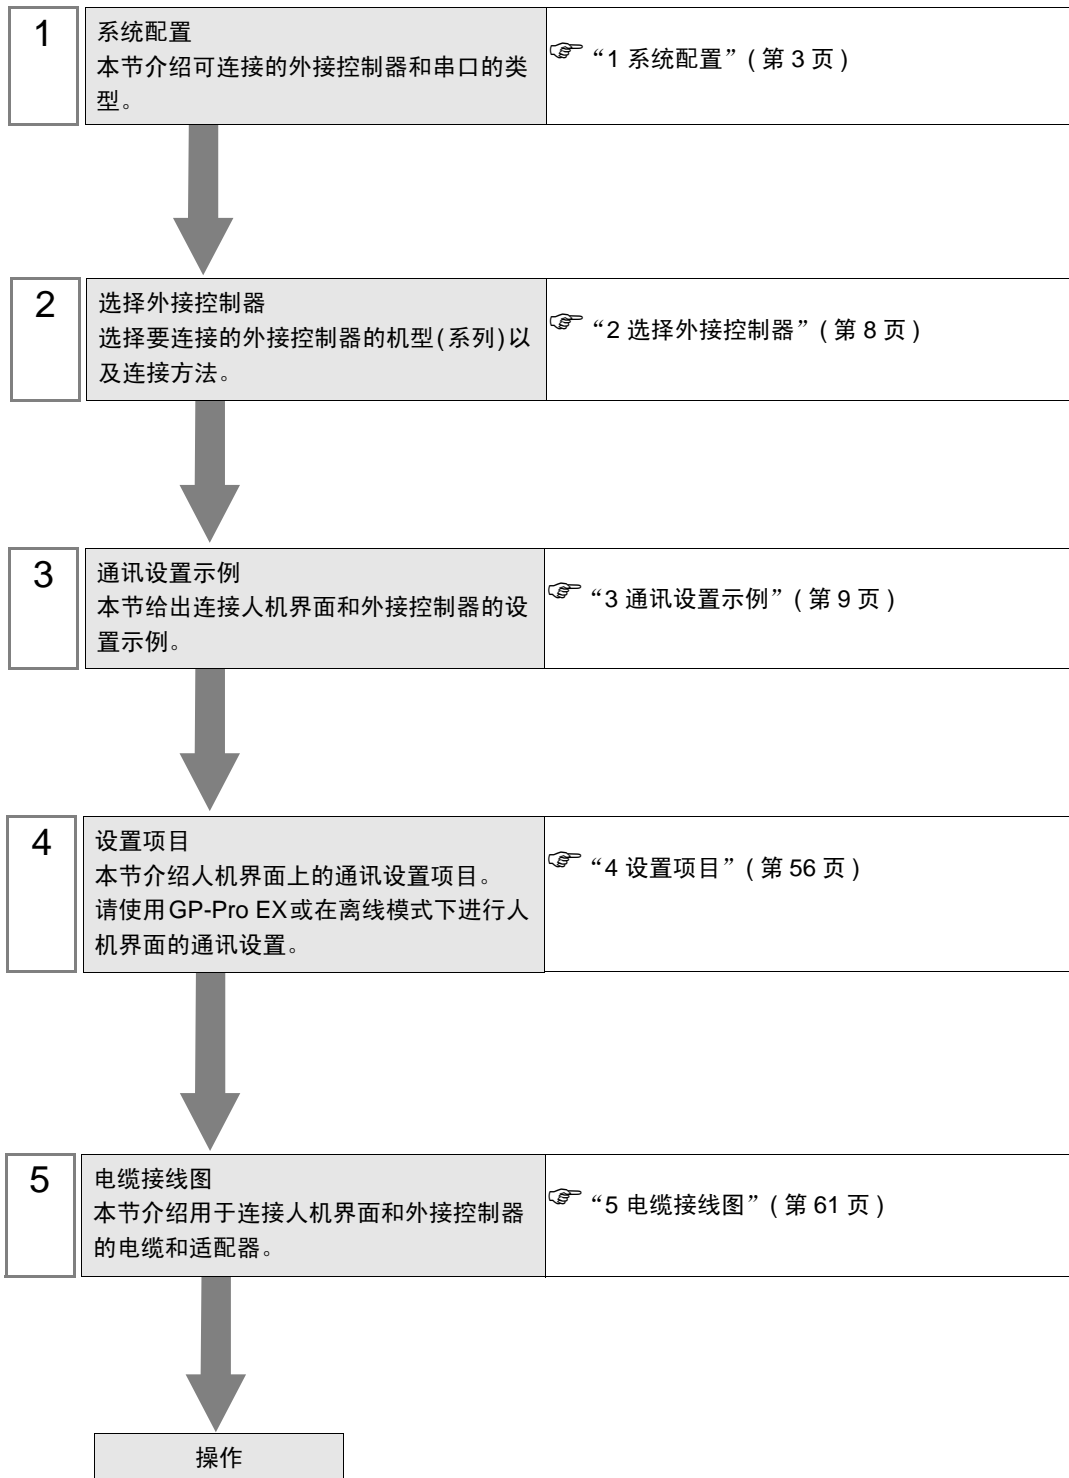 1
系统配置
本节介绍可连接的外接控制器和串口的类
型。
☞ “1 系统配置” ( 第 3 页 )
2
选择外接控制器
选择要连接的外接控制器的机型(系列)以
及连接方法。
☞ “2 选择外接控制器” ( 第 8 页 )
3
通讯设置示例
本节给出连接人机界面和外接控制器的设
置示例。
☞ “3 通讯设置示例” ( 第 9 页 )
4
设置项目
本节介绍人机界面上的通讯设置项目。
请使用GP-Pro EX或在离线模式下进行人
机界面的通讯设置。
☞ “4 设置项目” ( 第 56 页 )
5
电缆接线图
本节介绍用于连接人机界面和外接控制器
的电缆和适配器。
☞ “5 电缆接线图” ( 第 61 页 )
操作